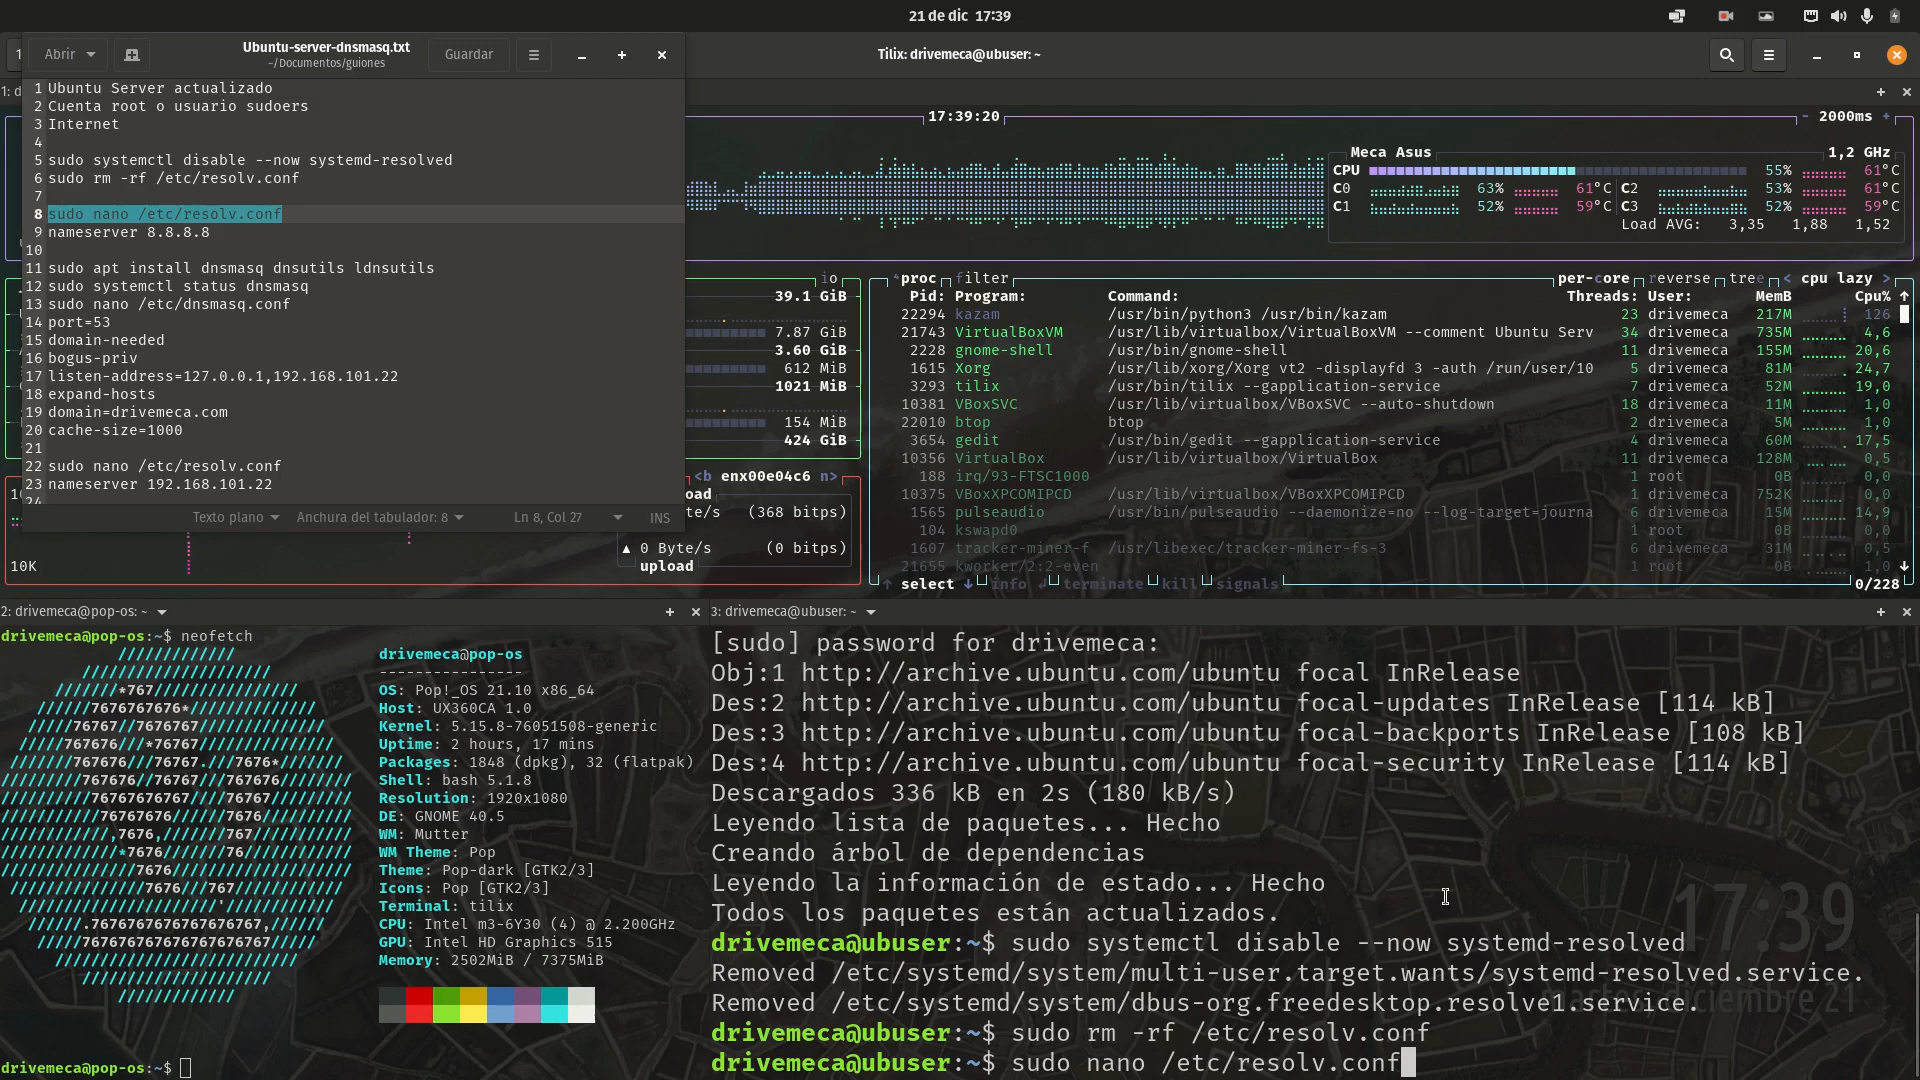 21 de dic  17:39
Abrir
Ubuntu-server-dnsmasq.txt
~/Documentos/guiones
Guardar
Tilix: drivemeca@ubuser: ~
1 Ubuntu Server actualizado
2 Cuenta root o usuario sudoers
3 Internet
4
5 sudo systemctl disable --now systemd-resolved
6 sudo rm -rf /etc/resolv.conf
7
8 sudo nano /etc/resolv.conf
9 nameserver 8.8.8.8
10
11 sudo apt install dnsmasq dnsutils ldnsutils
12 sudo systemctl status dnsmasq
13 sudo nano /etc/dnsmasq.conf
14 port=53
15 domain-needed
16 bogus-priv
17 listen-address=127.0.0.1,192.168.101.22
18 expand-hosts
19 domain=drivemeca.com
20 cache-size=1000
21
22 sudo nano /etc/resolv.conf
23 nameserver 192.168.101.22
24
Texto plano  Anchura del tabulador: 8  Ln 8, Col 27  INS
17:39:20  - 2000ms +
Meca Asus  1,2 GHz
CPU 55% 61°C
C0 63% 61°C C2 53% 61°C
C1 52% 59°C C3 52% 59°C
Load AVG: 3,35 1,88 1,52
io
39.1 GiB
7.87 GiB
3.60 GiB
612 MiB
1021 MiB
154 MiB
424 GiB
<b enx00e04c6 n>
(368 bitps)
▲ 0 Byte/s (0 bitps)
upload
10K
proc filter per-core reverse tree < cpu lazy >
Pid: Program: Command: Threads: User: MemB Cpu% ↑
22294 kazam /usr/bin/python3 /usr/bin/kazam 23 drivemeca 217M 126
21743 VirtualBoxVM /usr/lib/virtualbox/VirtualBoxVM --comment Ubuntu Serv 34 drivemeca 735M 4,6
2228 gnome-shell /usr/bin/gnome-shell 11 drivemeca 155M 20,6
1615 Xorg /usr/lib/xorg/Xorg vt2 -displayfd 3 -auth /run/user/10 5 drivemeca 81M 24,7
3293 tilix /usr/bin/tilix --gapplication-service 7 drivemeca 52M 19,0
10381 VBoxSVC /usr/lib/virtualbox/VBoxSVC --auto-shutdown 18 drivemeca 11M 1,0
22010 btop btop 2 drivemeca 5M 1,0
3654 gedit /usr/bin/gedit --gapplication-service 4 drivemeca 60M 17,5
10356 VirtualBox /usr/lib/virtualbox/VirtualBox 11 drivemeca 128M 0,5
188 irq/93-FTSC1000 1 root 0B 0,0
10375 VBoxXPCOMIPCD /usr/lib/virtualbox/VBoxXPCOMIPCD 1 drivemeca 752K 0,0
1565 pulseaudio /usr/bin/pulseaudio --daemonize=no --log-target=journa 6 drivemeca 15M 14,9
104 kswapd0 1 root 0B 0,0
1607 tracker-miner-f /usr/libexec/tracker-miner-fs-3 6 drivemeca 31M 0,5
21655 kworker/2:2-even 1 root 0B 1,0 ↓
↑ select ↓ info ↲ terminate kill signals 0/228
2: drivemeca@pop-os: ~
drivemeca@pop-os:~$ neofetch
drivemeca@pop-os
----------------
OS: Pop!_OS 21.10 x86_64
Host: UX360CA 1.0
Kernel: 5.15.8-76051508-generic
Uptime: 2 hours, 17 mins
Packages: 1848 (dpkg), 32 (flatpak)
Shell: bash 5.1.8
Resolution: 1920x1080
DE: GNOME 40.5
WM: Mutter
WM Theme: Pop
Theme: Pop-dark [GTK2/3]
Icons: Pop [GTK2/3]
Terminal: tilix
CPU: Intel m3-6Y30 (4) @ 2.200GHz
GPU: Intel HD Graphics 515
Memory: 2502MiB / 7375MiB
drivemeca@pop-os:~$
3: drivemeca@ubuser: ~
[sudo] password for drivemeca:
Obj:1 http://archive.ubuntu.com/ubuntu focal InRelease
Des:2 http://archive.ubuntu.com/ubuntu focal-updates InRelease [114 kB]
Des:3 http://archive.ubuntu.com/ubuntu focal-backports InRelease [108 kB]
Des:4 http://archive.ubuntu.com/ubuntu focal-security InRelease [114 kB]
Descargados 336 kB en 2s (180 kB/s)
Leyendo lista de paquetes... Hecho
Creando árbol de dependencias
Leyendo la información de estado... Hecho
Todos los paquetes están actualizados.
drivemeca@ubuser:~$ sudo systemctl disable --now systemd-resolved
Removed /etc/systemd/system/multi-user.target.wants/systemd-resolved.service.
Removed /etc/systemd/system/dbus-org.freedesktop.resolve1.service.
drivemeca@ubuser:~$ sudo rm -rf /etc/resolv.conf
drivemeca@ubuser:~$ sudo nano /etc/resolv.conf
17:39
diciembre 21